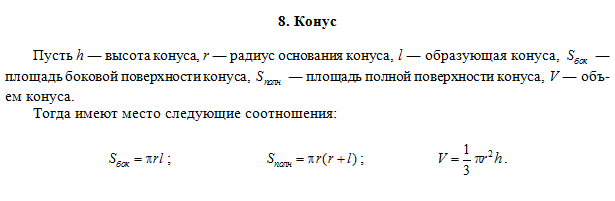 8. Конус
Пусть h — высота конуса, r — радиус основания конуса, l — образующая конуса, S_бок —
площадь боковой поверхности конуса, S_полн — площадь полной поверхности конуса, V — объ-
ем конуса.
Тогда имеют место следующие соотношения:
S_бок = πrl ; S_полн = πr(r + l) ; V = 1/3 πr²h.